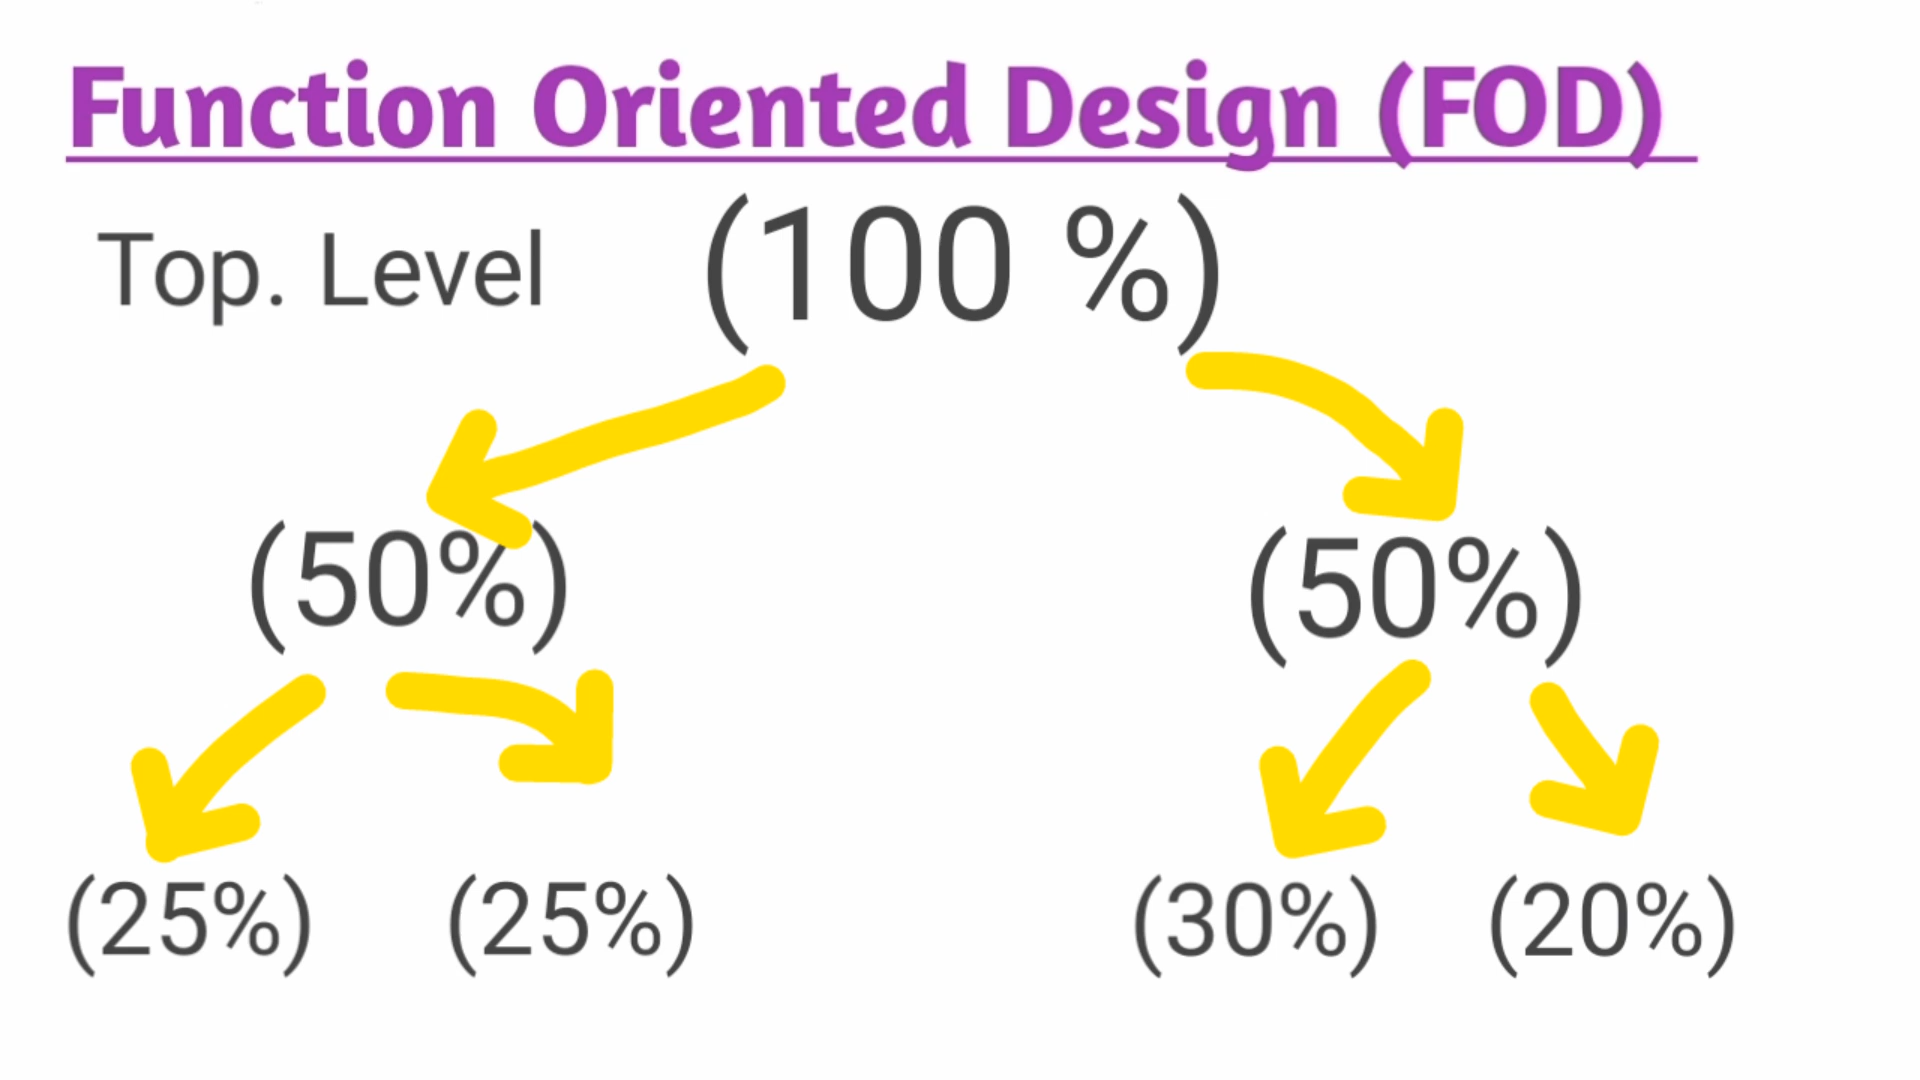 Function Oriented Design (FOD)
Top. Level (100 %)
(50%) (50%)
(25%) (25%) (30%) (20%)